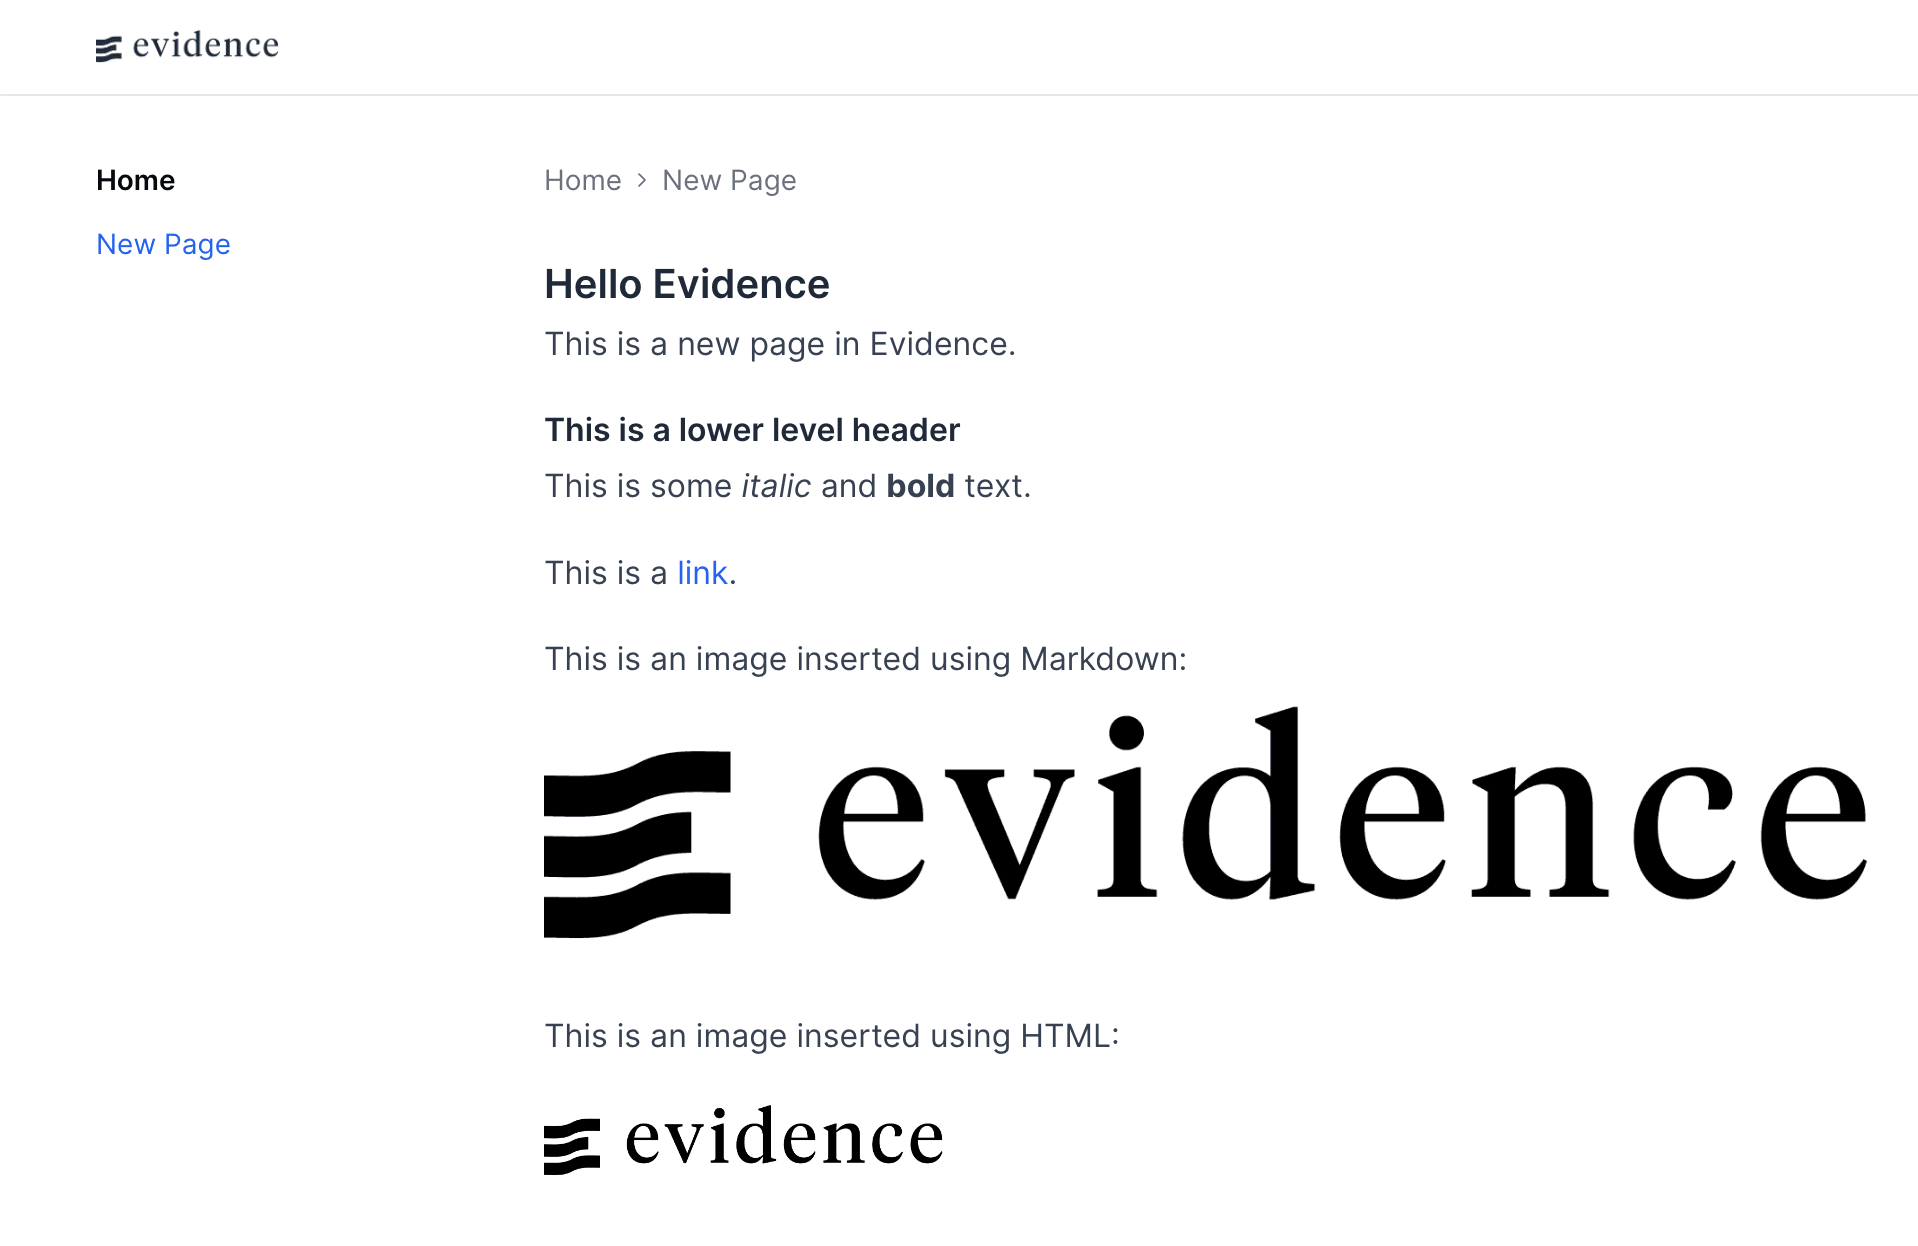 evidence
Home
New Page
Home > New Page
Hello Evidence
This is a new page in Evidence.
This is a lower level header
This is some italic and bold text.
This is a link.
This is an image inserted using Markdown:
evidence
This is an image inserted using HTML:
evidence